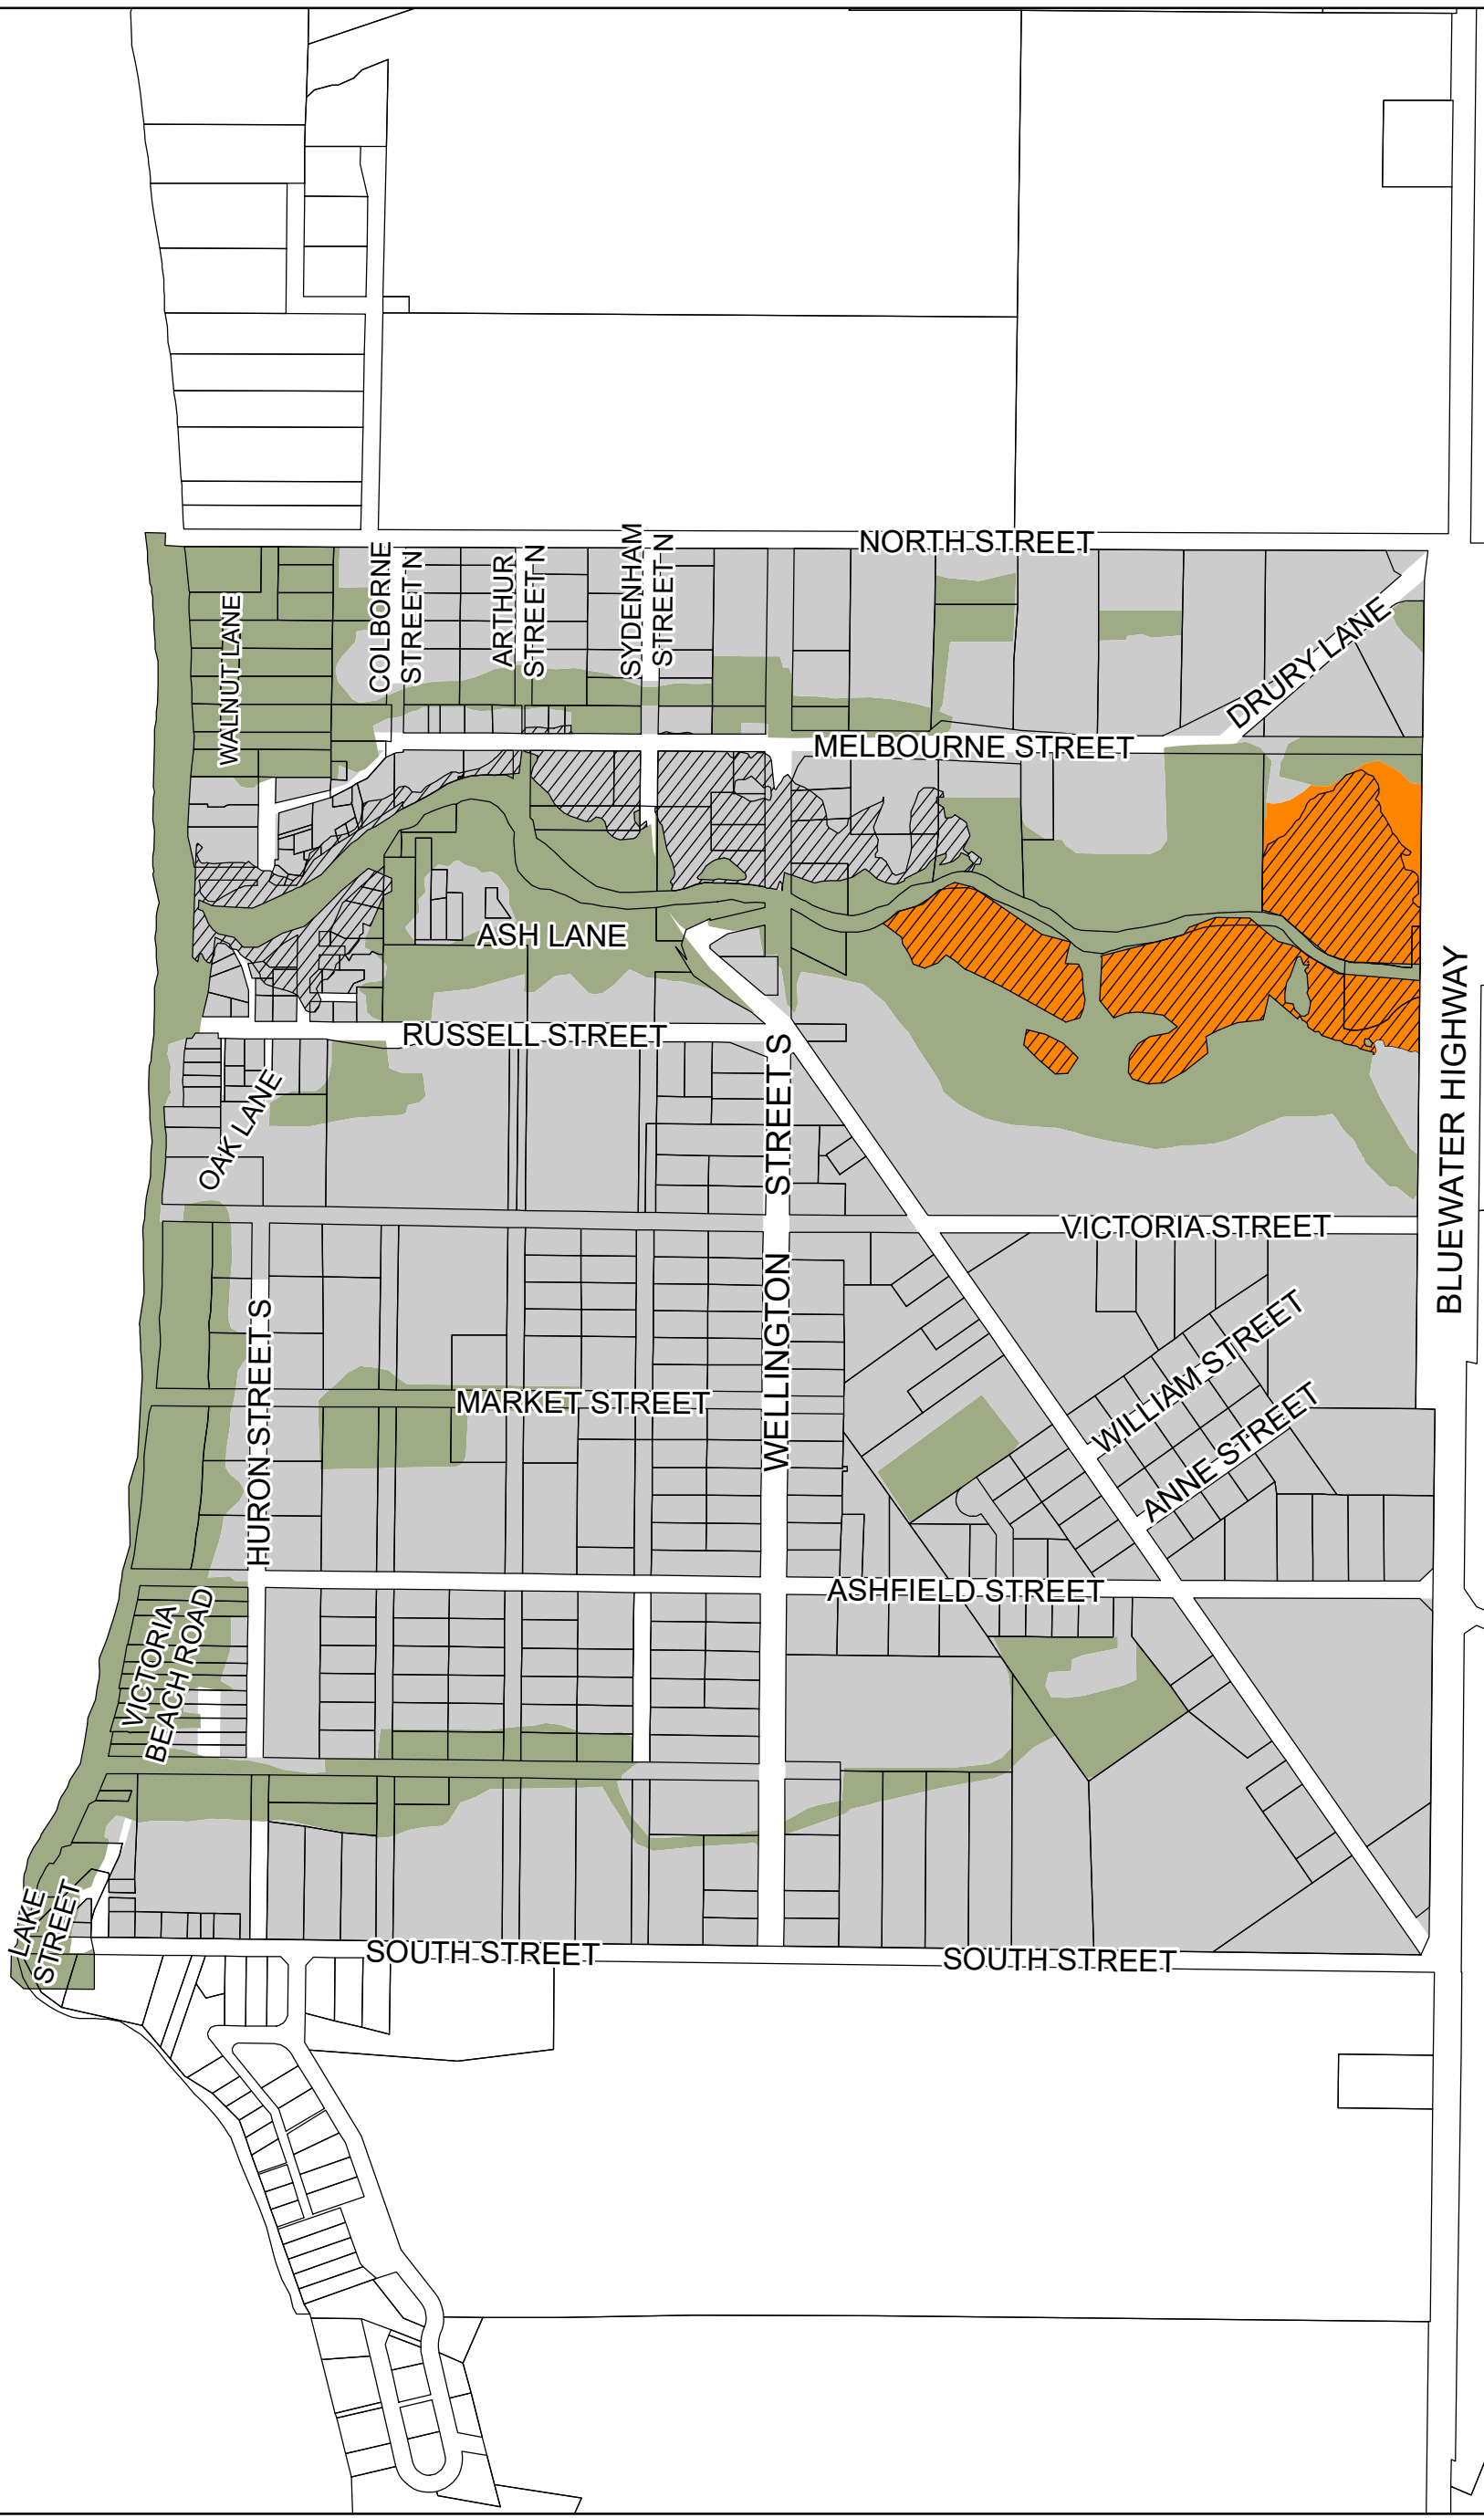 NORTH STREET
COLBORNE
STREET N
ARTHUR
STREET N
SYDENHAM
STREET N
WALNUT LANE
DRURY LANE
MELBOURNE STREET
ASH LANE
RUSSELL STREET
OAK LANE
WELLINGTON STREET S
BLUEWATER HIGHWAY
VICTORIA STREET
HURON STREET S
MARKET STREET
WILLIAM STREET
ANNE STREET
ASHFIELD STREET
VICTORIA
BEACH ROAD
LAKE
STREET
SOUTH STREET
SOUTH STREET